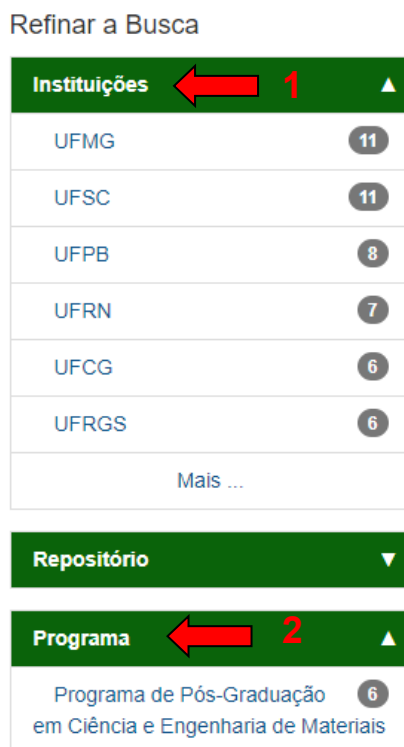 Refinar a Busca
Instituições 1 ▲
UFMG 11
UFSC 11
UFPB 8
UFRN 7
UFCG 6
UFRGS 6
Mais ...
Repositório ▼
Programa 2 ▲
Programa de Pós-Graduação 6
em Ciência e Engenharia de Materiais